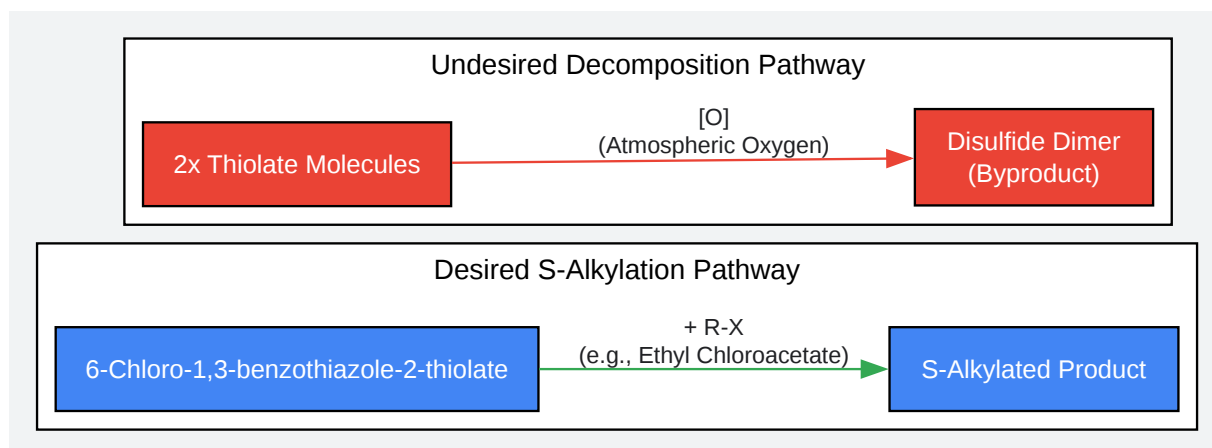 Undesired Decomposition Pathway
2x Thiolate Molecules
[O]
(Atmospheric Oxygen)
Disulfide Dimer
(Byproduct)
Desired S-Alkylation Pathway
6-Chloro-1,3-benzothiazole-2-thiolate
+ R-X
(e.g., Ethyl Chloroacetate)
S-Alkylated Product